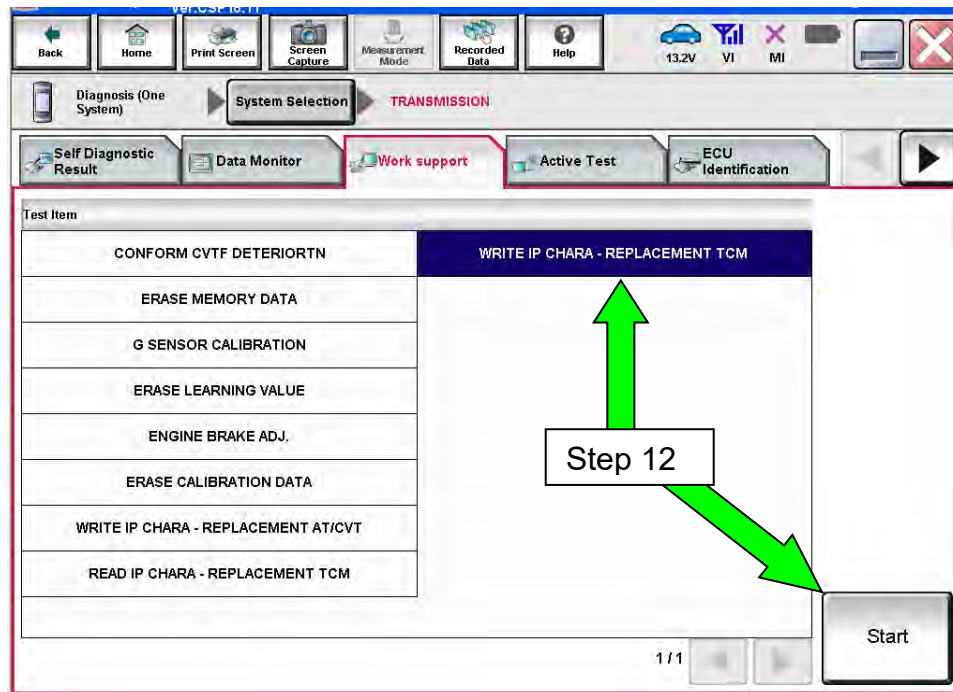 Ver.CSP18.11
Back
Home
Print Screen
Screen
Capture
Measurement
Mode
Recorded
Data
Help
13.2V
VI
MI
Diagnosis (One
System)
System Selection
TRANSMISSION
Self Diagnostic
Result
Data Monitor
Work support
Active Test
ECU
Identification
Test Item
CONFORM CVTF DETERIORTN
WRITE IP CHARA - REPLACEMENT TCM
ERASE MEMORY DATA
G SENSOR CALIBRATION
ERASE LEARNING VALUE
ENGINE BRAKE ADJ.
Step 12
ERASE CALIBRATION DATA
WRITE IP CHARA - REPLACEMENT AT/CVT
READ IP CHARA - REPLACEMENT TCM
Start
1/1